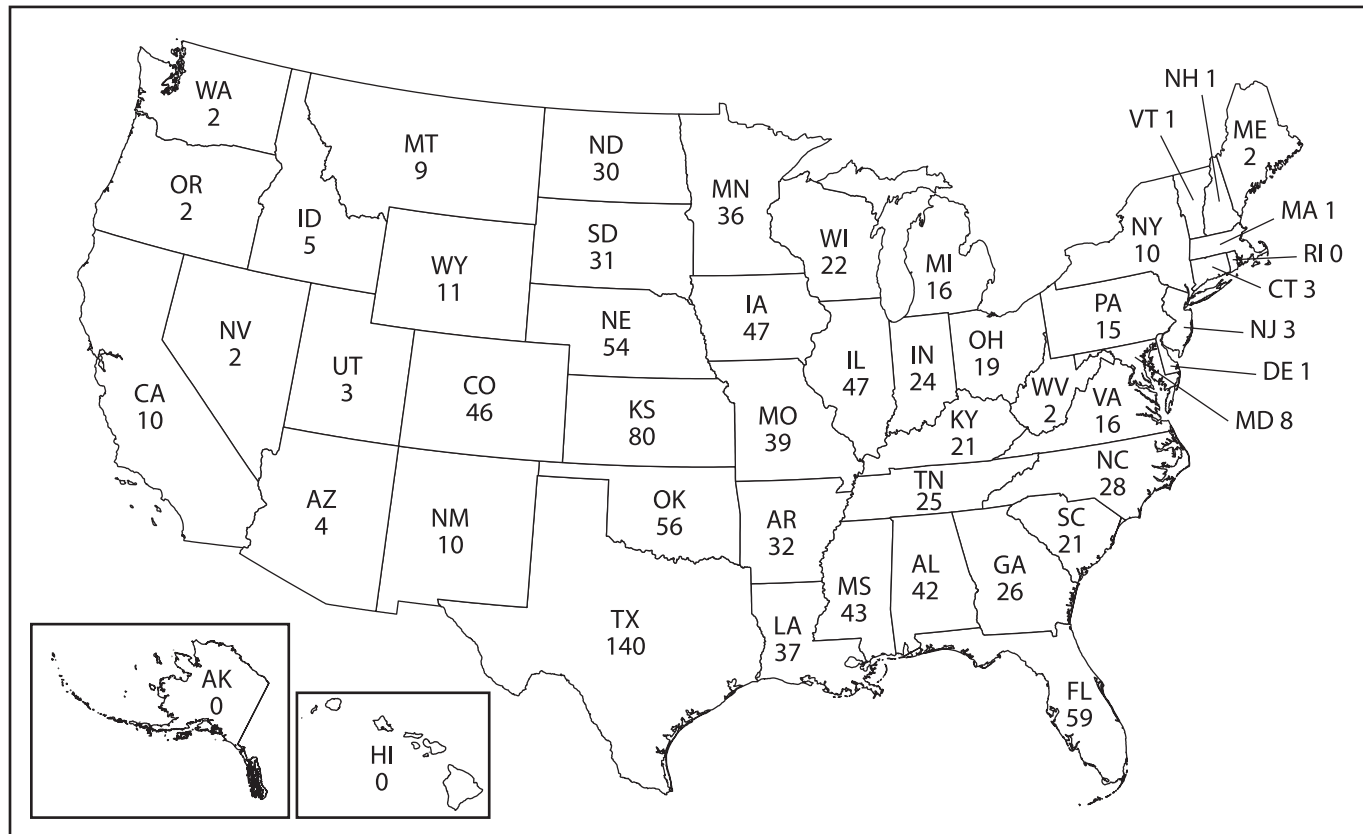 WA
2
OR
2
CA
10
NV
2
ID
5
MT
9
WY
11
UT
3
CO
46
AZ
4
NM
10
ND
30
SD
31
NE
54
KS
80
OK
56
TX
140
MN
36
IA
47
MO
39
AR
32
LA
37
WI
22
IL
47
MI
16
IN
24
OH
19
KY
21
TN
25
MS
43
AL
42
GA
26
FL
59
SC
21
NC
28
VA
16
WV
2
PA
15
NY
10
VT 1
NH 1
ME
2
MA 1
RI 0
CT 3
NJ 3
DE 1
MD 8
AK
0
HI
0